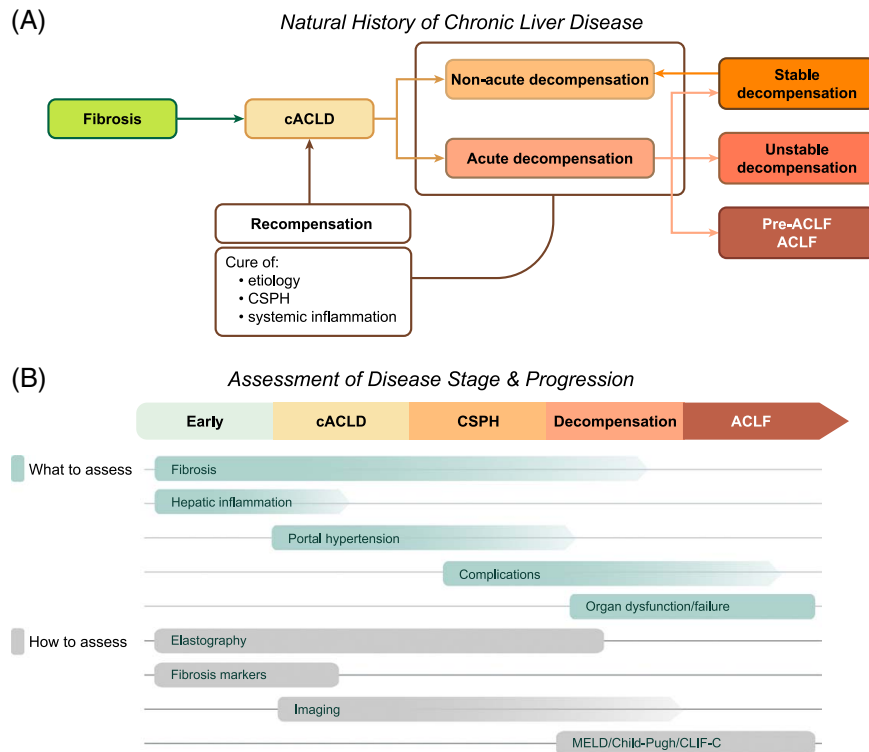 (A)
Natural History of Chronic Liver Disease
Non-acute decompensation
Stable
decompensation
Fibrosis
cACLD
Acute decompensation
Unstable
decompensation
Recompensation
Pre-ACLF
ACLF
Cure of:
• etiology
• CSPH
• systemic inflammation
(B)
Assessment of Disease Stage & Progression
Early
cACLD
CSPH
Decompensation
ACLF
What to assess
Fibrosis
Hepatic inflammation
Portal hypertension
Complications
Organ dysfunction/failure
How to assess
Elastography
Fibrosis markers
Imaging
MELD/Child-Pugh/CLIF-C